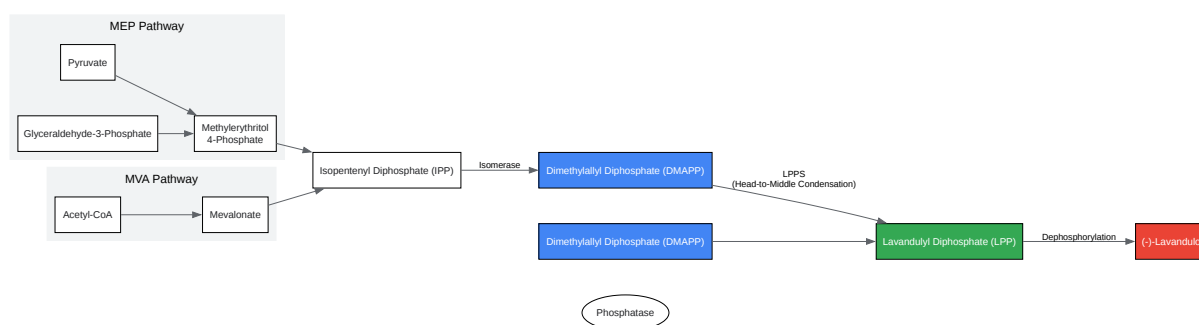 MEP Pathway
Pyruvate
Glyceraldehyde-3-Phosphate
Methylerythritol
4-Phosphate
MVA Pathway
Acetyl-CoA
Mevalonate
Isopentenyl Diphosphate (IPP)
Isomerase
Dimethylallyl Diphosphate (DMAPP)
LPPS
(Head-to-Middle Condensation)
Dimethylallyl Diphosphate (DMAPP)
Lavandulyl Diphosphate (LPP)
Dephosphorylation
Phosphatase